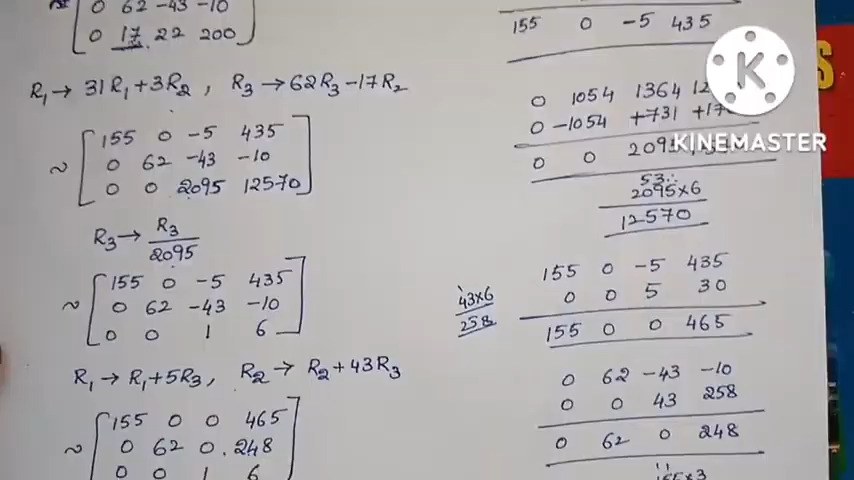 0 62 -43 -10
0 17 22 200
R₁ → 31R₁+3R₂ , R₃ → 62R₃-17R₂
155 0 -5 435
~ 0 62 -43 -10
0 0 2095 12570
R₃ → R₃/2095
155 0 -5 435
~ 0 62 -43 -10
0 0 1 6
R₁ → R₁+5R₃, R₂ → R₂+43R₃
155 0 0 465
~ 0 62 0 248
0 0 1 6
155 0 -5 435
0 1054 1364
0 -1054 +731
0 0 2095
53
2095×6
12570
43×6
258
155 0 -5 435
0 0 5 30
155 0 0 465
0 62 -43 -10
0 0 43 258
0 62 0 248
155×3
K
KINEMASTER
S